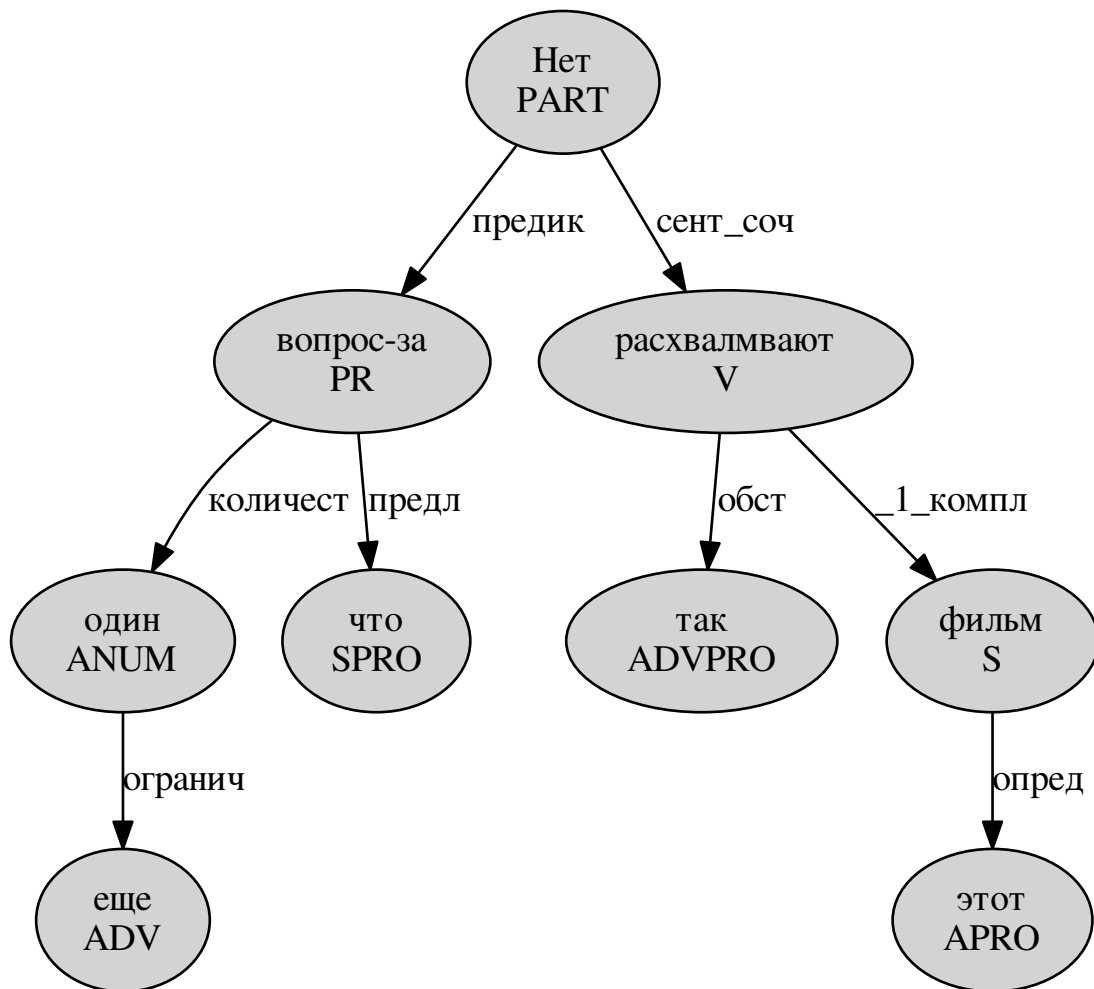 Нет
PART
предик
сент_соч
вопрос-за
PR
расхвалмвают
V
количест
предл
обст
_1_компл
один
ANUM
что
SPRO
так
ADVPRO
фильм
S
огранич
опред
еще
ADV
этот
APRO